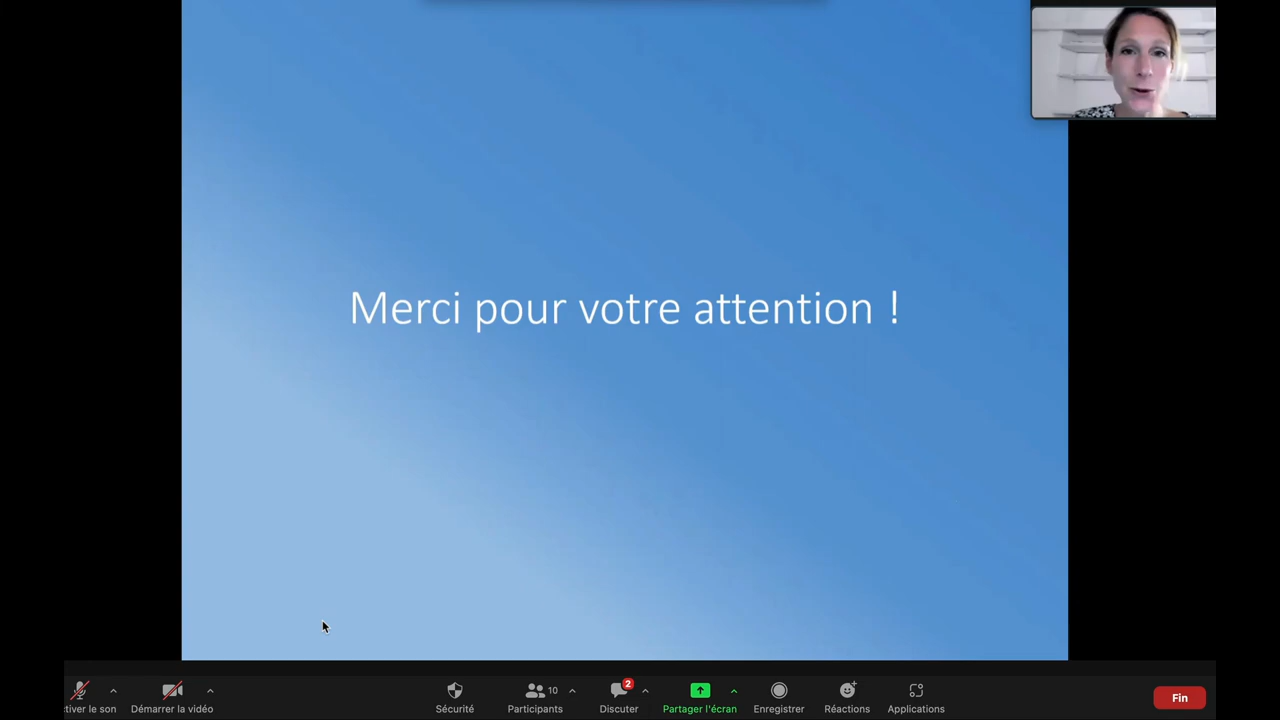 Merci pour votre attention !
ctiver le son
Démarrer la vidéo
Sécurité
10
Participants
2
Discuter
Partager l'écran
Enregistrer
Réactions
Applications
Fin